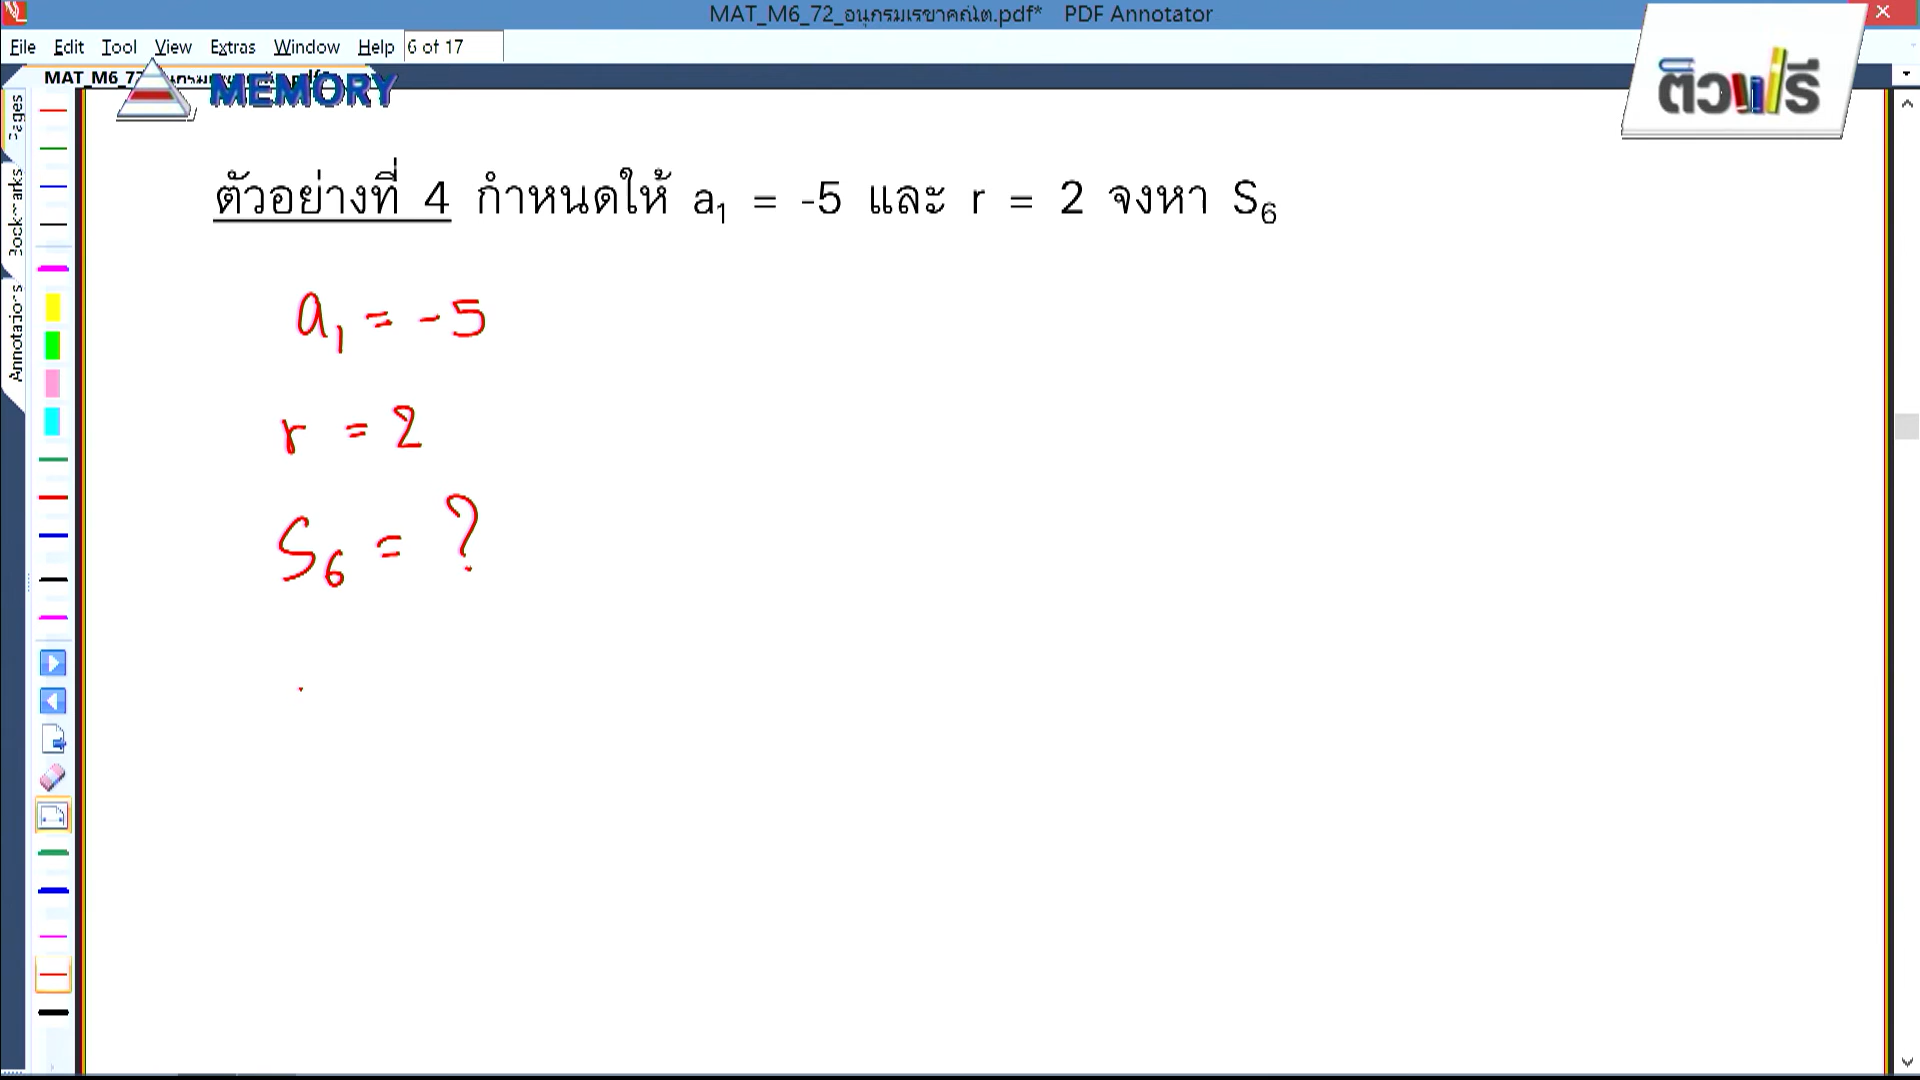 MAT_M6_72_อนุกรมเรขาคณิต.pdf* PDF Annotator
File Edit Tool View Extras Window Help 6 of 17
MEMORY
ติวฟรี
Pages
Bookmarks
Annotations
ตัวอย่างที่ 4 กำหนดให้ a₁ = -5 และ r = 2 จงหา S₆
a₁ = -5
r = 2
S₆ = ?